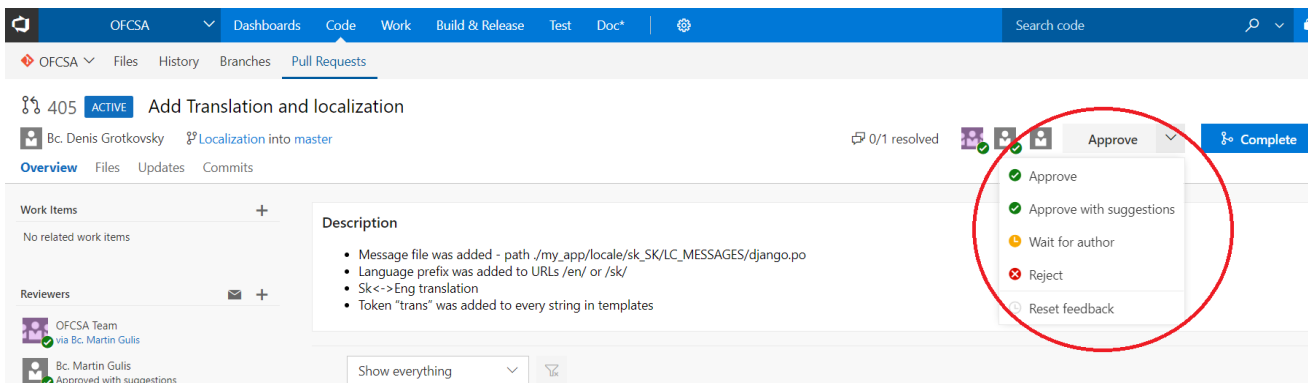 OFCSA Dashboards Code Work Build & Release Test Doc* Search code
OFCSA Files History Branches Pull Requests
405 ACTIVE Add Translation and localization
Bc. Denis Grotkovsky Localization into master 0/1 resolved Approve Complete
Overview Files Updates Commits
Approve
Approve with suggestions
Wait for author
Reject
Reset feedback
Work Items
No related work items
Description
• Message file was added - path ./my_app/locale/sk_SK/LC_MESSAGES/django.po
• Language prefix was added to URLs /en/ or /sk/
• Sk<->Eng translation
• Token "trans" was added to every string in templates
Reviewers
OFCSA Team
via Bc. Martin Gulis
Bc. Martin Gulis
Approved with suggestions
Show everything